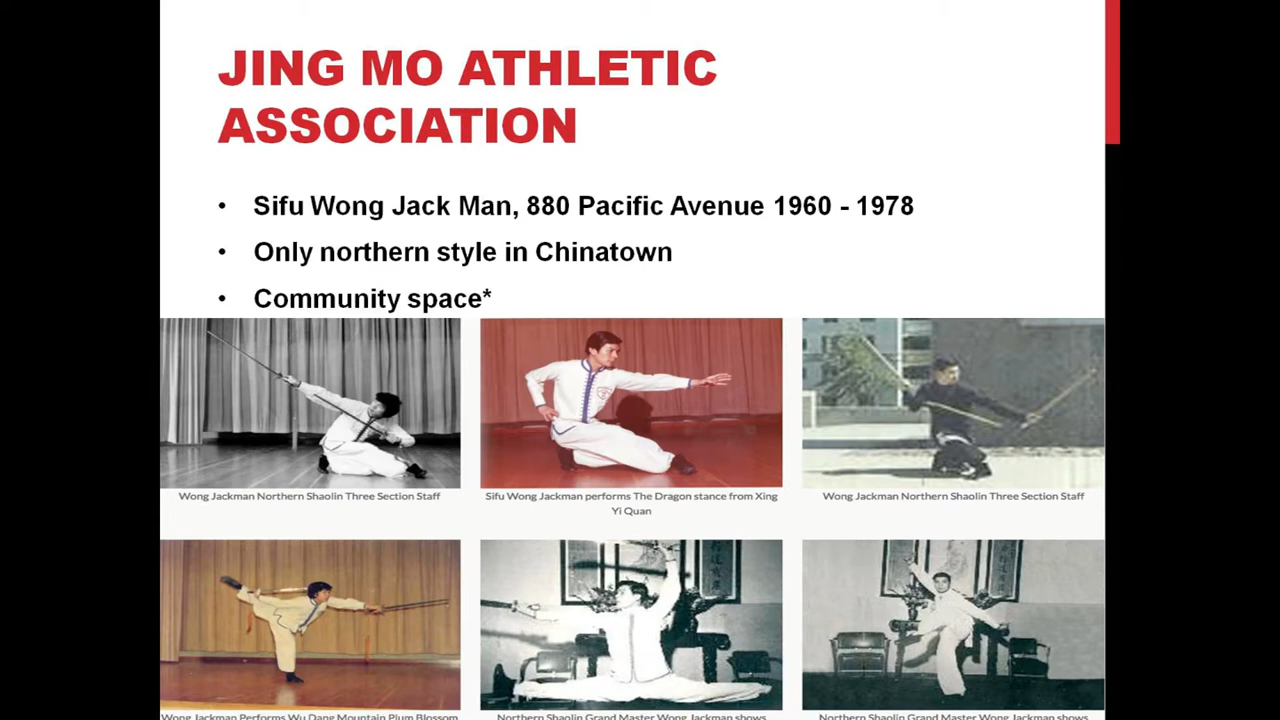 JING MO ATHLETIC
ASSOCIATION
• Sifu Wong Jack Man, 880 Pacific Avenue 1960 - 1978
• Only northern style in Chinatown
• Community space*
Wong Jackman Northern Shaolin Three Section Staff
Sifu Wong Jackman performs The Dragon stance from Xing
Yi Quan
Wong Jackman Northern Shaolin Three Section Staff
Wong Jackman Performs Wu Dang Mountain Plum Blossom
Northern Shaolin Grand Master Wong Jackman shows
Northern Shaolin Grand Master Wong Jackman shows